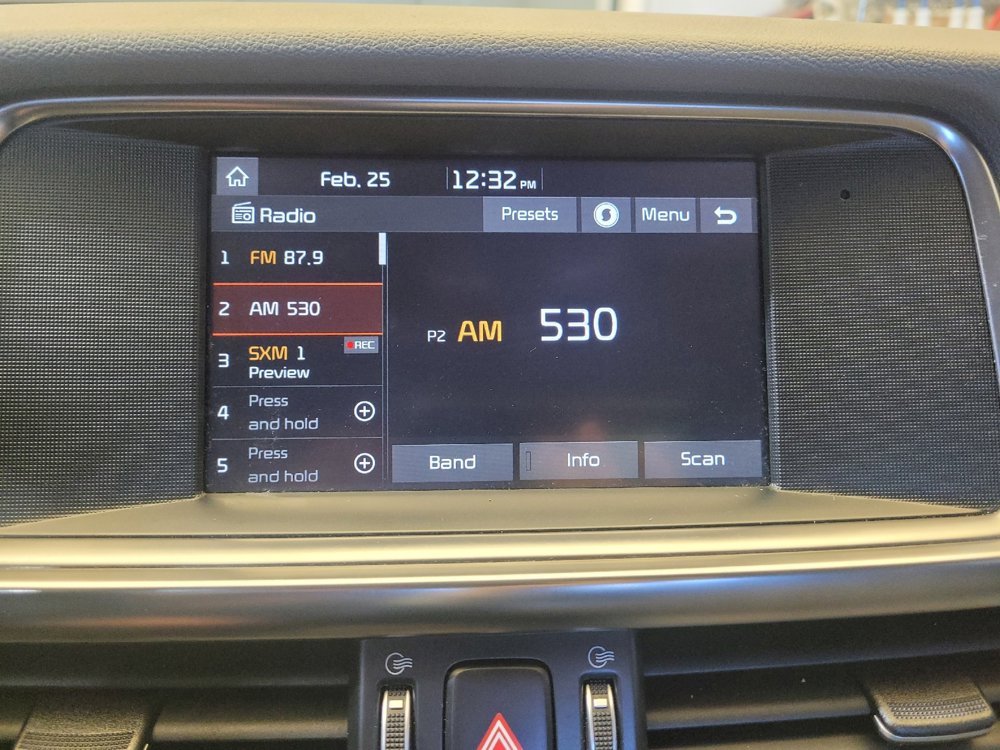 Feb. 25 12:32 PM
Radio Presets Menu
1 FM 87.9
2 AM 530
3 SXM 1 REC
Preview
4 Press
and hold
5 Press
and hold
P2 AM 530
Band Info Scan